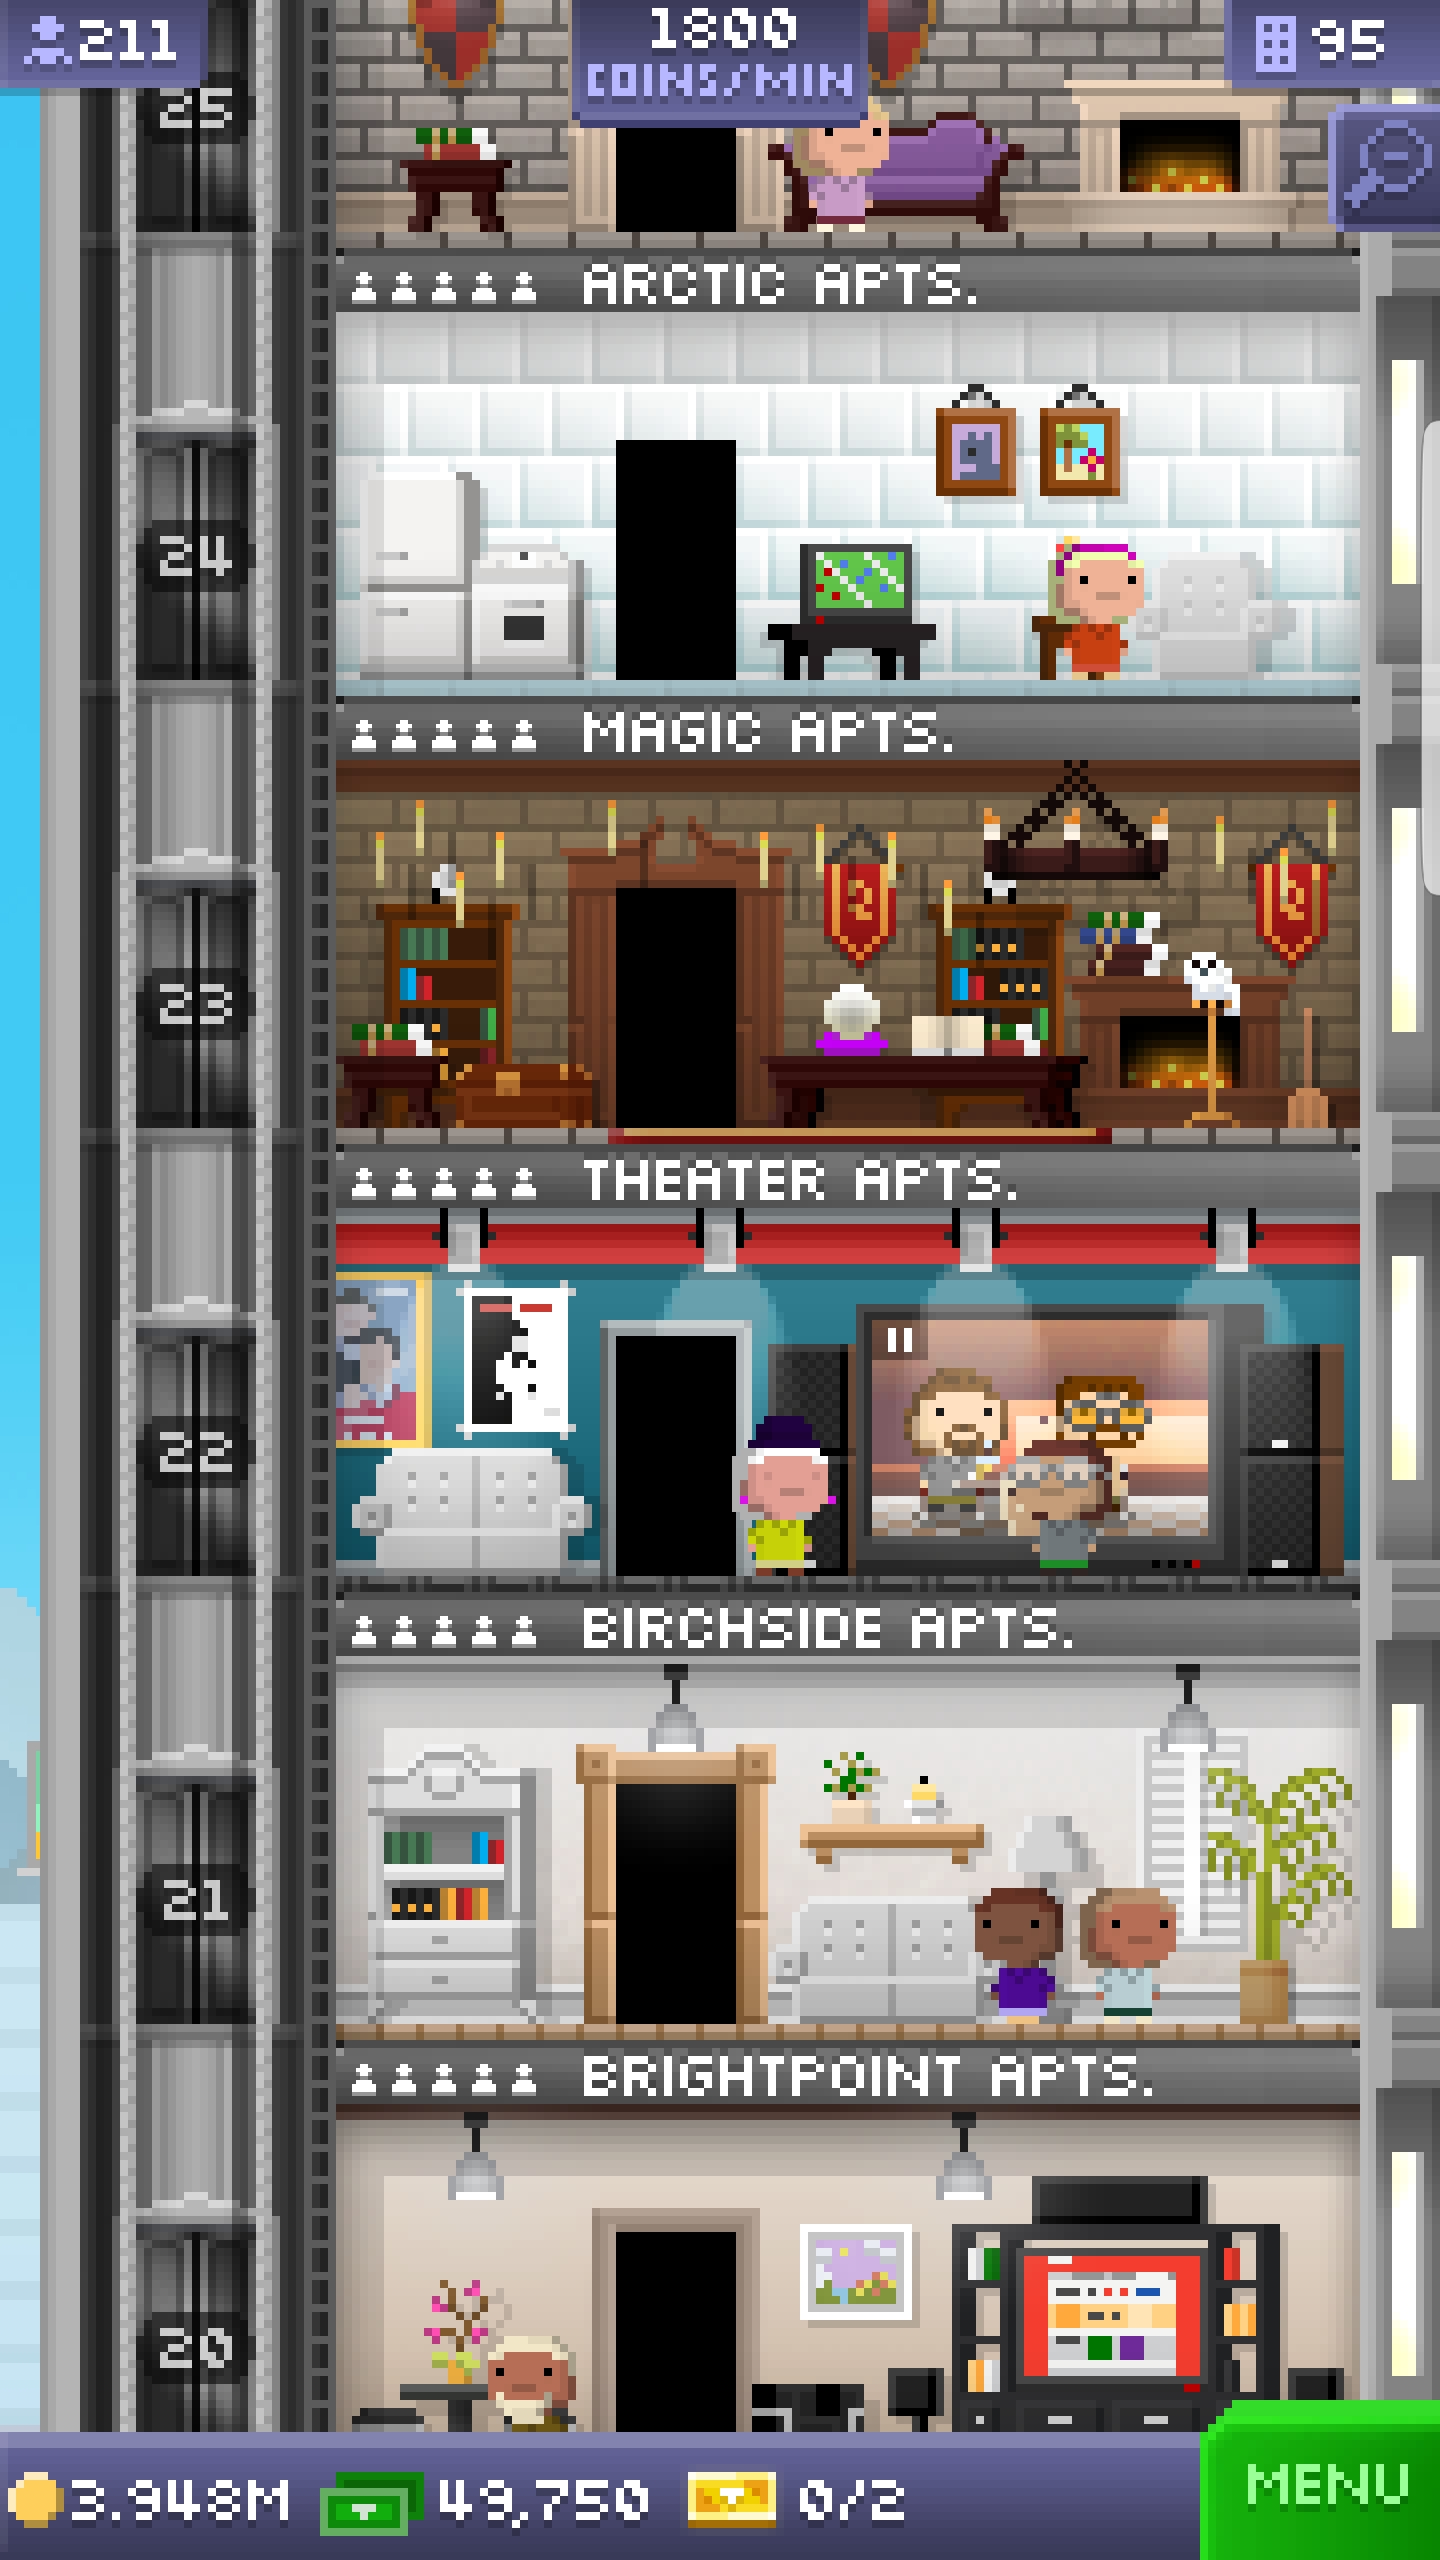 211
1800
COINS/MIN
95
25
ARCTIC APTS.
24
MAGIC APTS.
23
THEATER APTS.
22
BIRCHSIDE APTS.
21
BRIGHTPOINT APTS.
20
3.948M
49,750
0/2
MENU